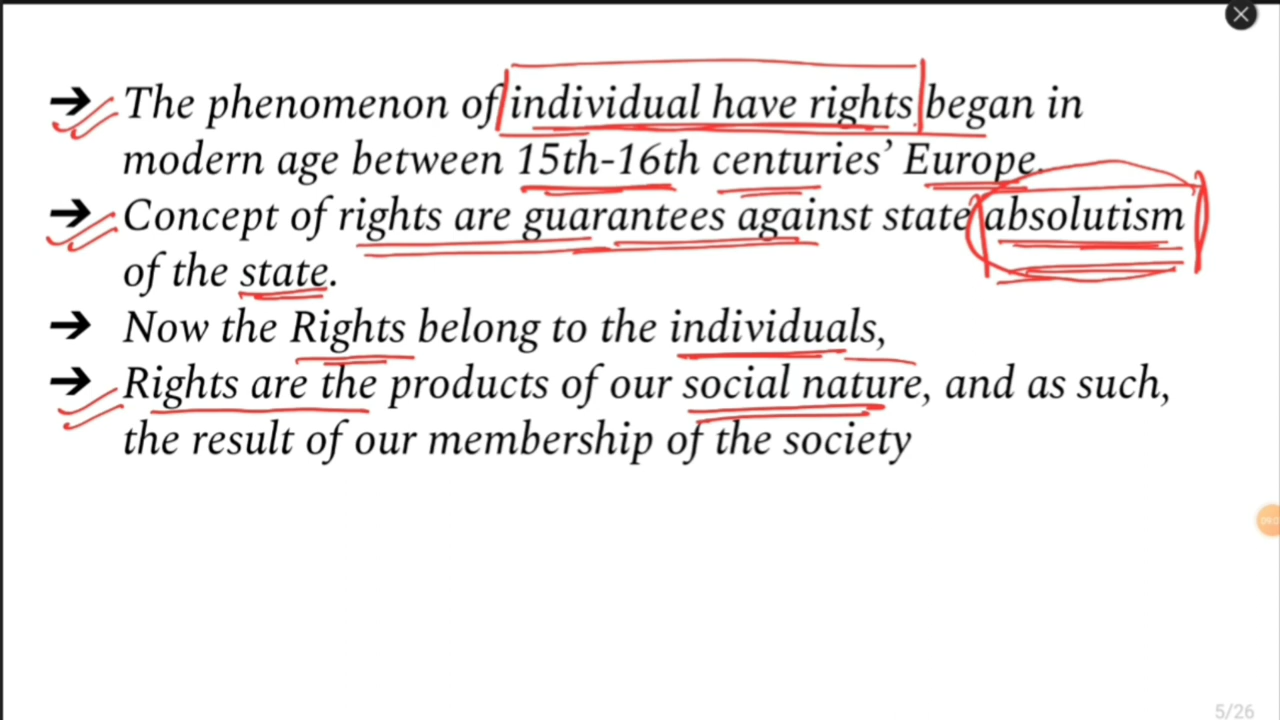 ➔ The phenomenon of individual have rights began in
modern age between 15th-16th centuries’ Europe.
➔ Concept of rights are guarantees against state absolutism
of the state.
➔ Now the Rights belong to the individuals,
➔ Rights are the products of our social nature, and as such,
the result of our membership of the society
5/26